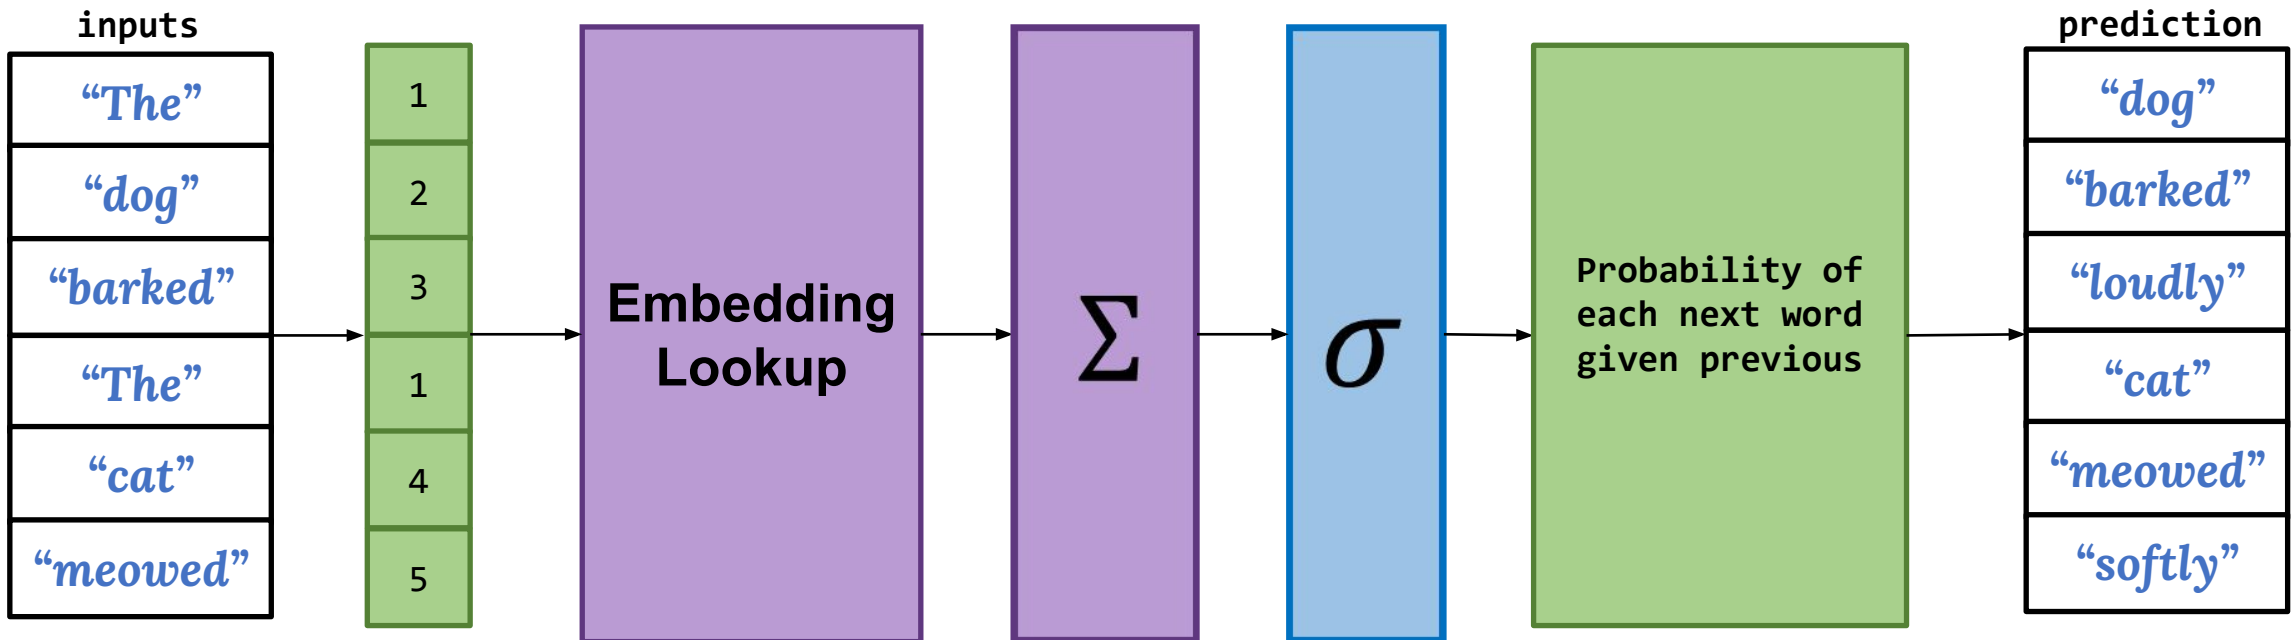 inputs
“The”
“dog”
“barked”
“The”
“cat”
“meowed”
1
2
3
1
4
5
Embedding
Lookup
Σ
σ
Probability of
each next word
given previous
prediction
“dog”
“barked”
“loudly”
“cat”
“meowed”
“softly”